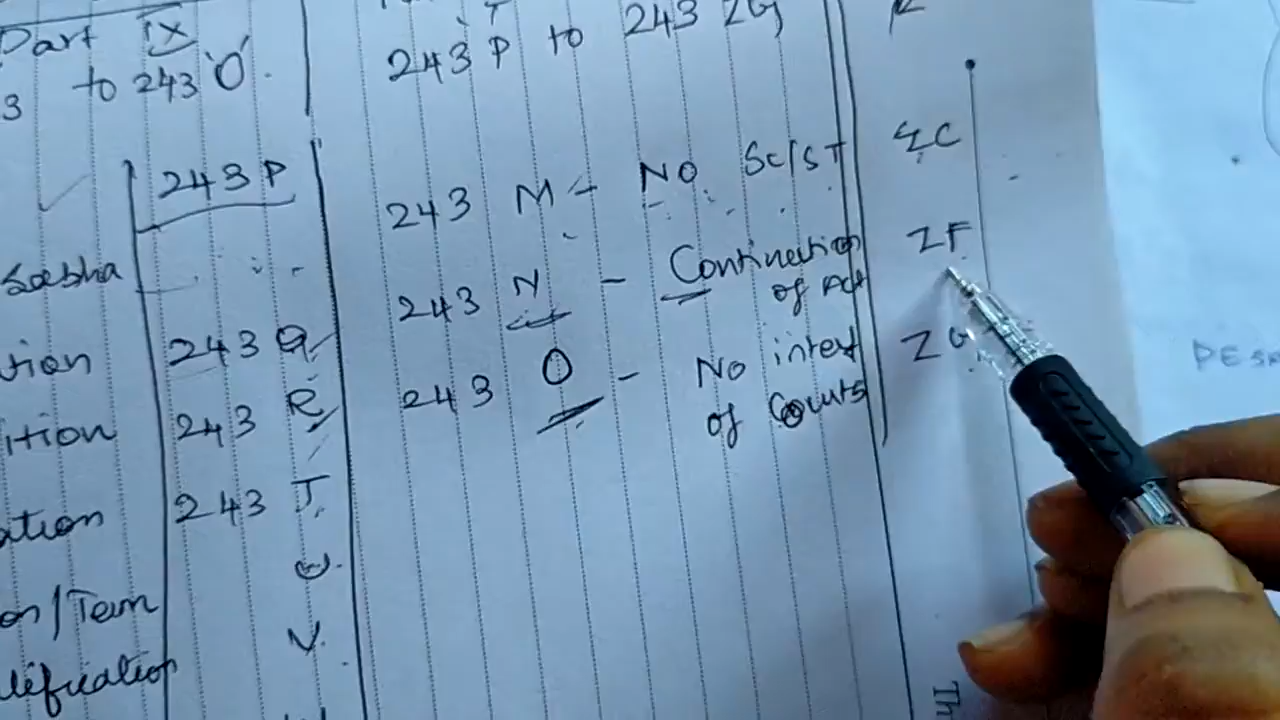 Part IX
3 to 243 'O'.
243 P to 243 ZG
243 P
243 M - No Sc/ST
ZC
Sabha
243 N - Continuation
of Act
ZF
tion
243 Q
243 O - No interf
of Courts
ZG
ition
243 R
ation
243 T.
U.
on/Term
V.
lification
Th